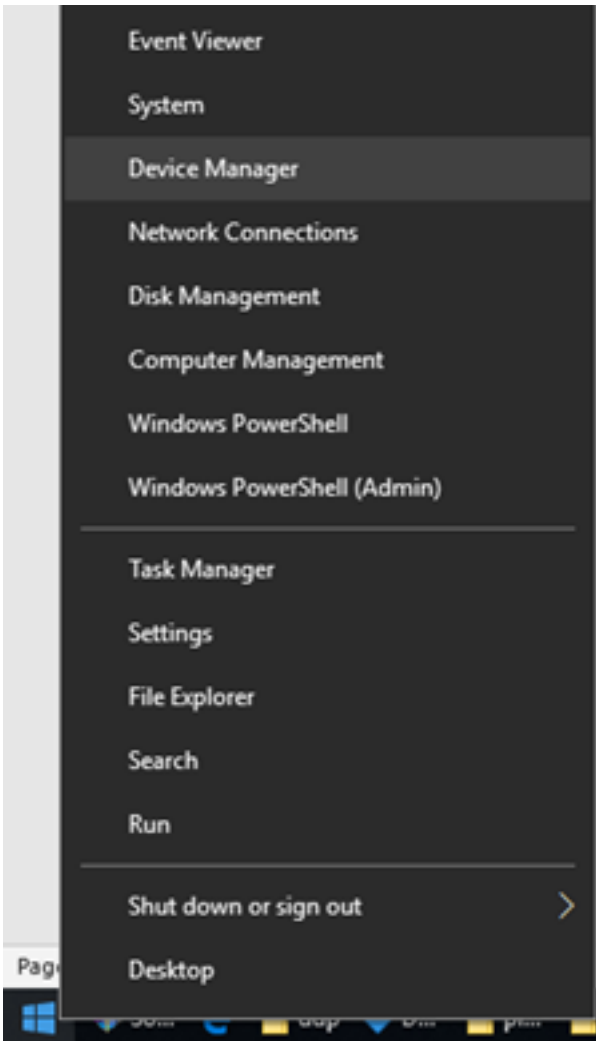 Event Viewer
System
Device Manager
Network Connections
Disk Management
Computer Management
Windows PowerShell
Windows PowerShell (Admin)
Task Manager
Settings
File Explorer
Search
Run
Shut down or sign out
Desktop